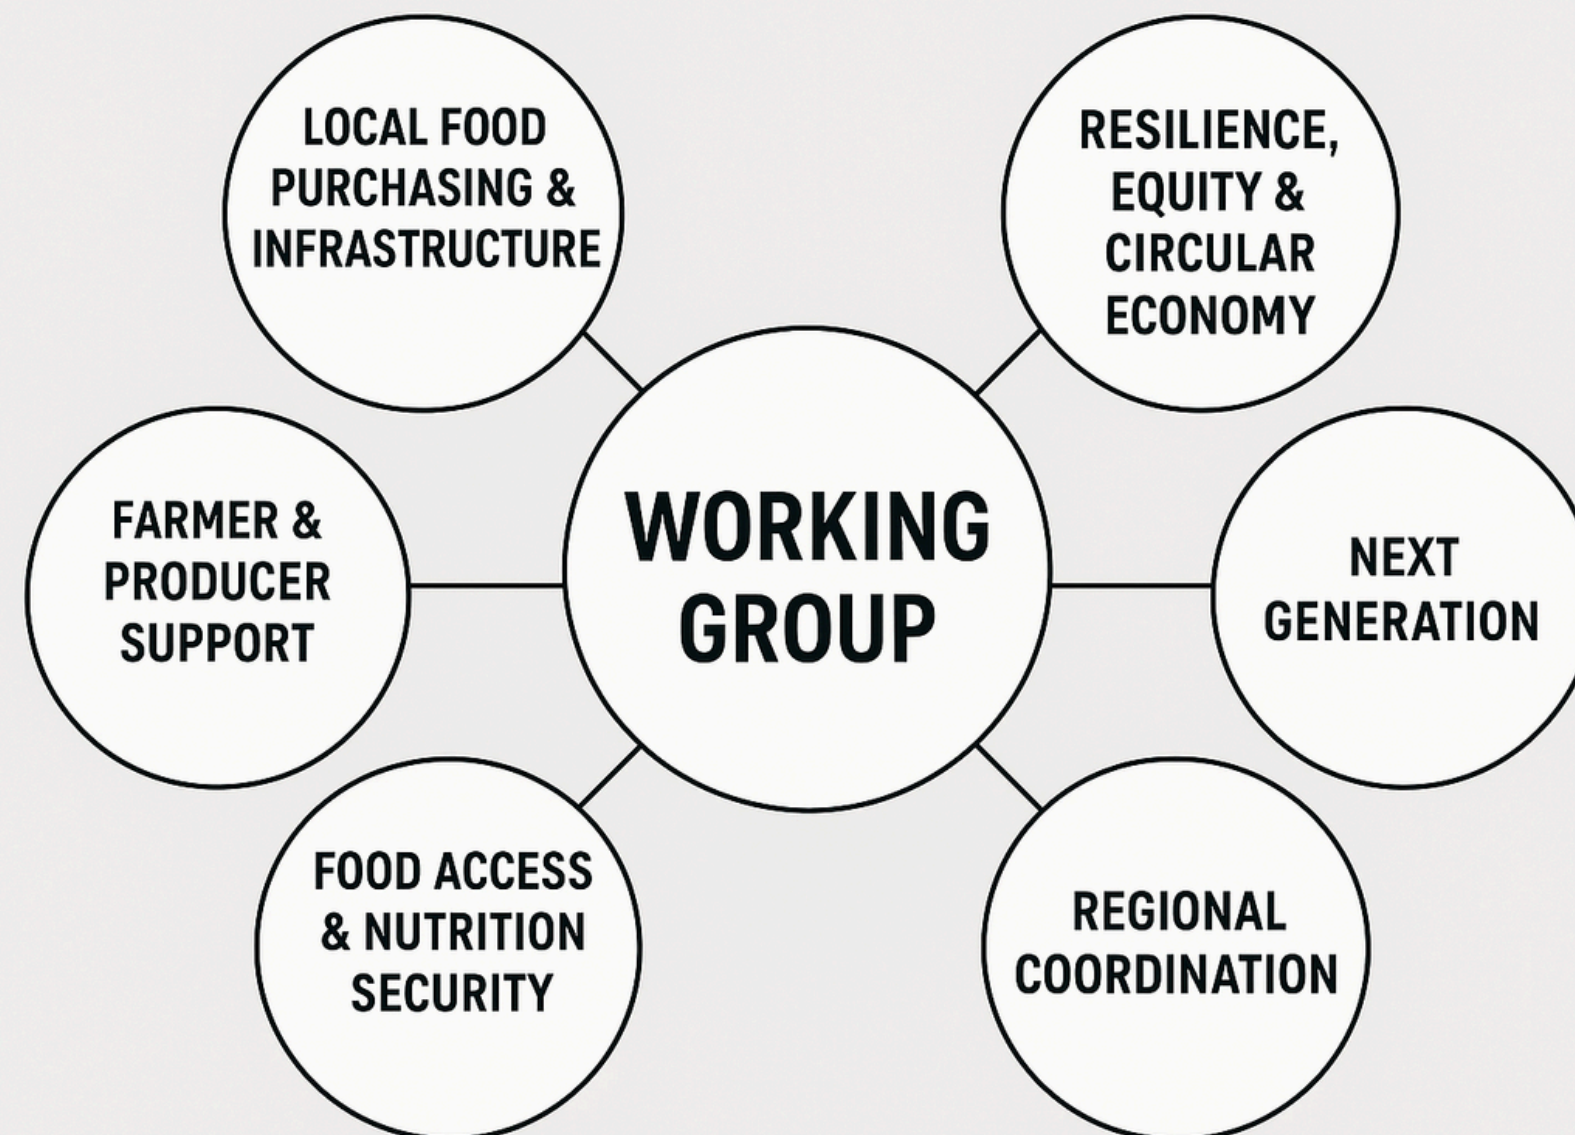 LOCAL FOOD
PURCHASING &
INFRASTRUCTURE
RESILIENCE,
EQUITY &
CIRCULAR
ECONOMY
FARMER &
PRODUCER
SUPPORT
WORKING
GROUP
NEXT
GENERATION
FOOD ACCESS
& NUTRITION
SECURITY
REGIONAL
COORDINATION